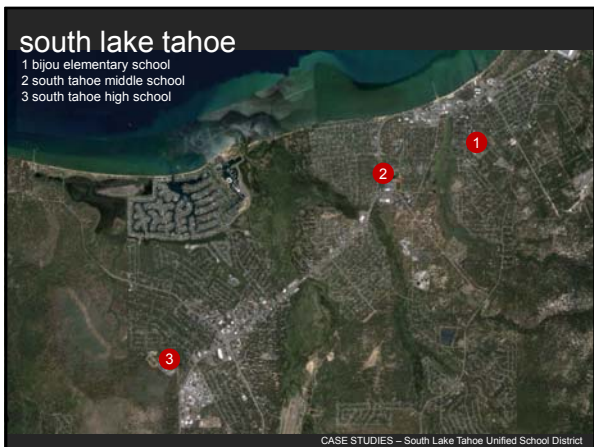 south lake tahoe
1 bijou elementary school
2 south tahoe middle school
3 south tahoe high school
1
2
3
CASE STUDIES – South Lake Tahoe Unified School District